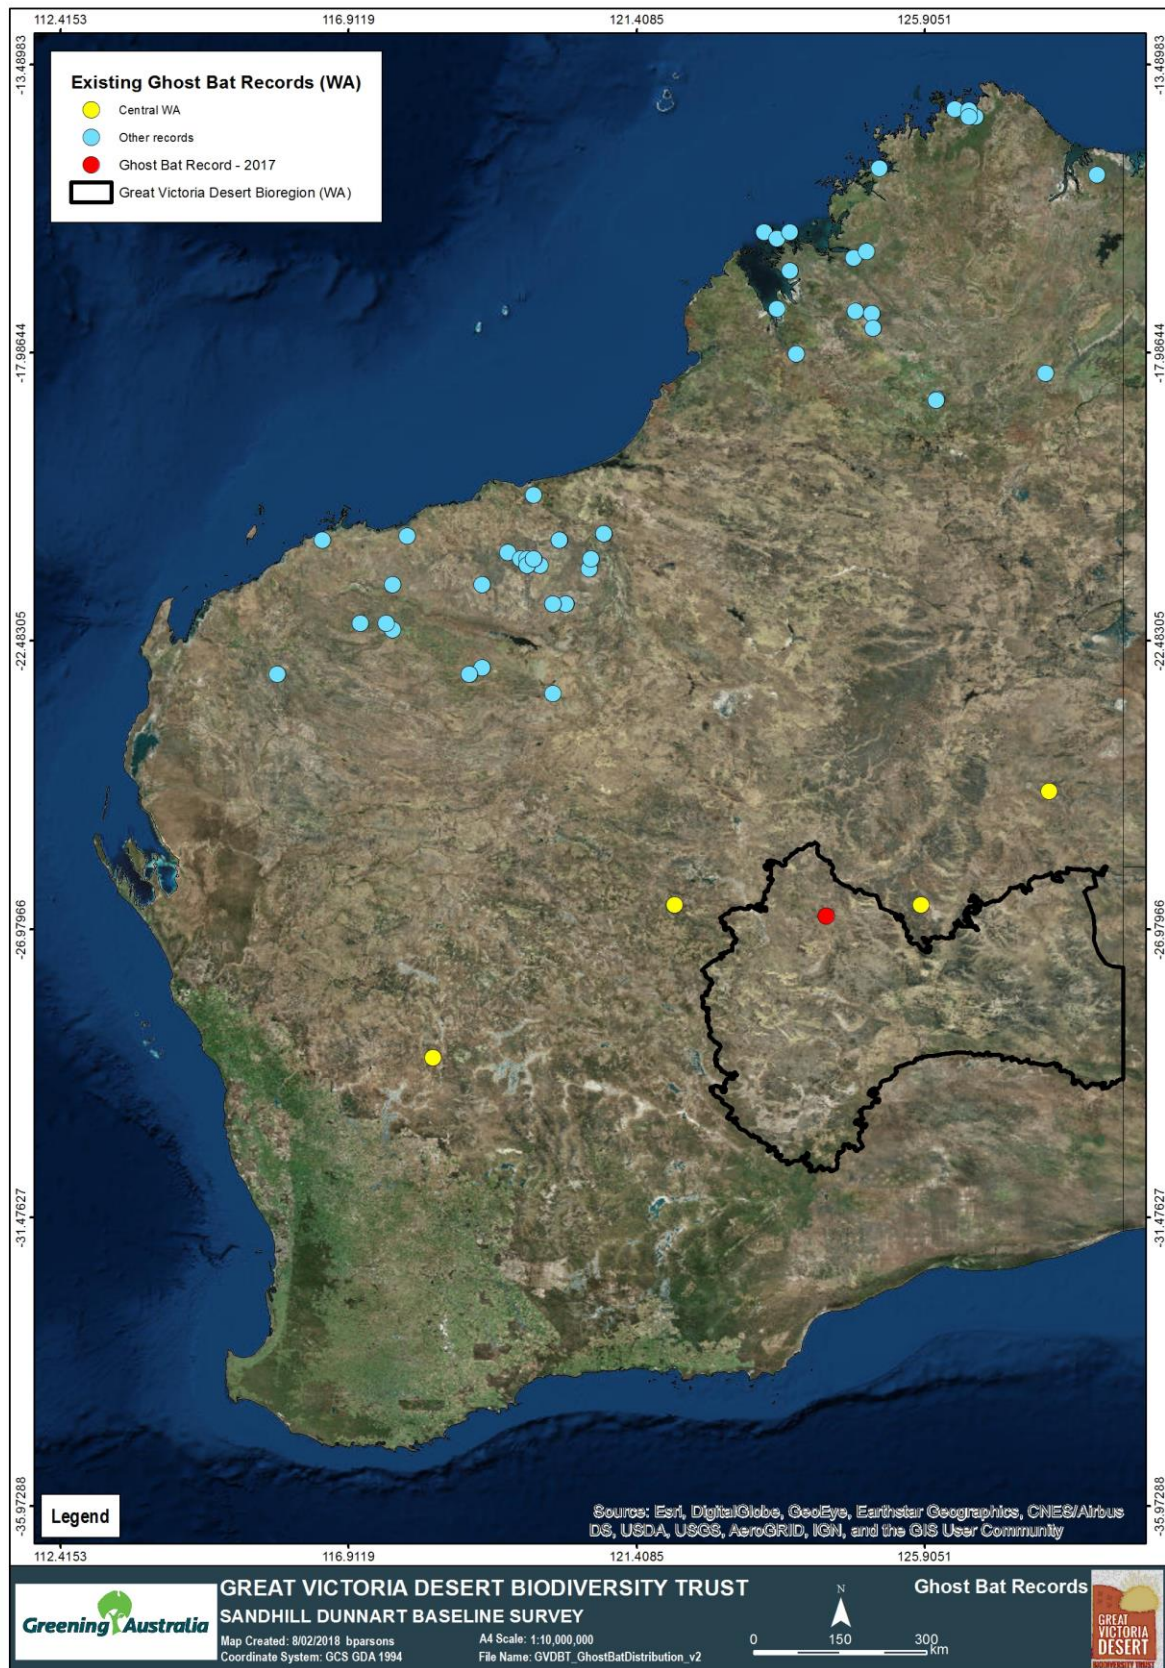 112.4153 116.9119 121.4085 125.9051
-13.48983 -13.48983
Existing Ghost Bat Records (WA)
Central WA
Other records
Ghost Bat Record - 2017
Great Victoria Desert Bioregion (WA)
-17.98644 -17.98644
-22.48305 -22.48305
-26.97966 -26.97966
-31.47627 -31.47627
-35.97288 -35.97288
Legend
Source: Esri, DigitalGlobe, GeoEye, Earthstar Geographics, CNES/Airbus
DS, USDA, USGS, AeroGRID, IGN, and the GIS User Community
112.4153 116.9119 121.4085 125.9051
Greening Australia
GREAT VICTORIA DESERT BIODIVERSITY TRUST
SANDHILL DUNNART BASELINE SURVEY
Map Created: 8/02/2018 bparsons
Coordinate System: GCS GDA 1994
A4 Scale: 1:10,000,000
File Name: GVDBT_GhostBatDistribution_v2
N
0 150 300
km
Ghost Bat Records
GREAT
VICTORIA
DESERT
BIODIVERSITY TRUST